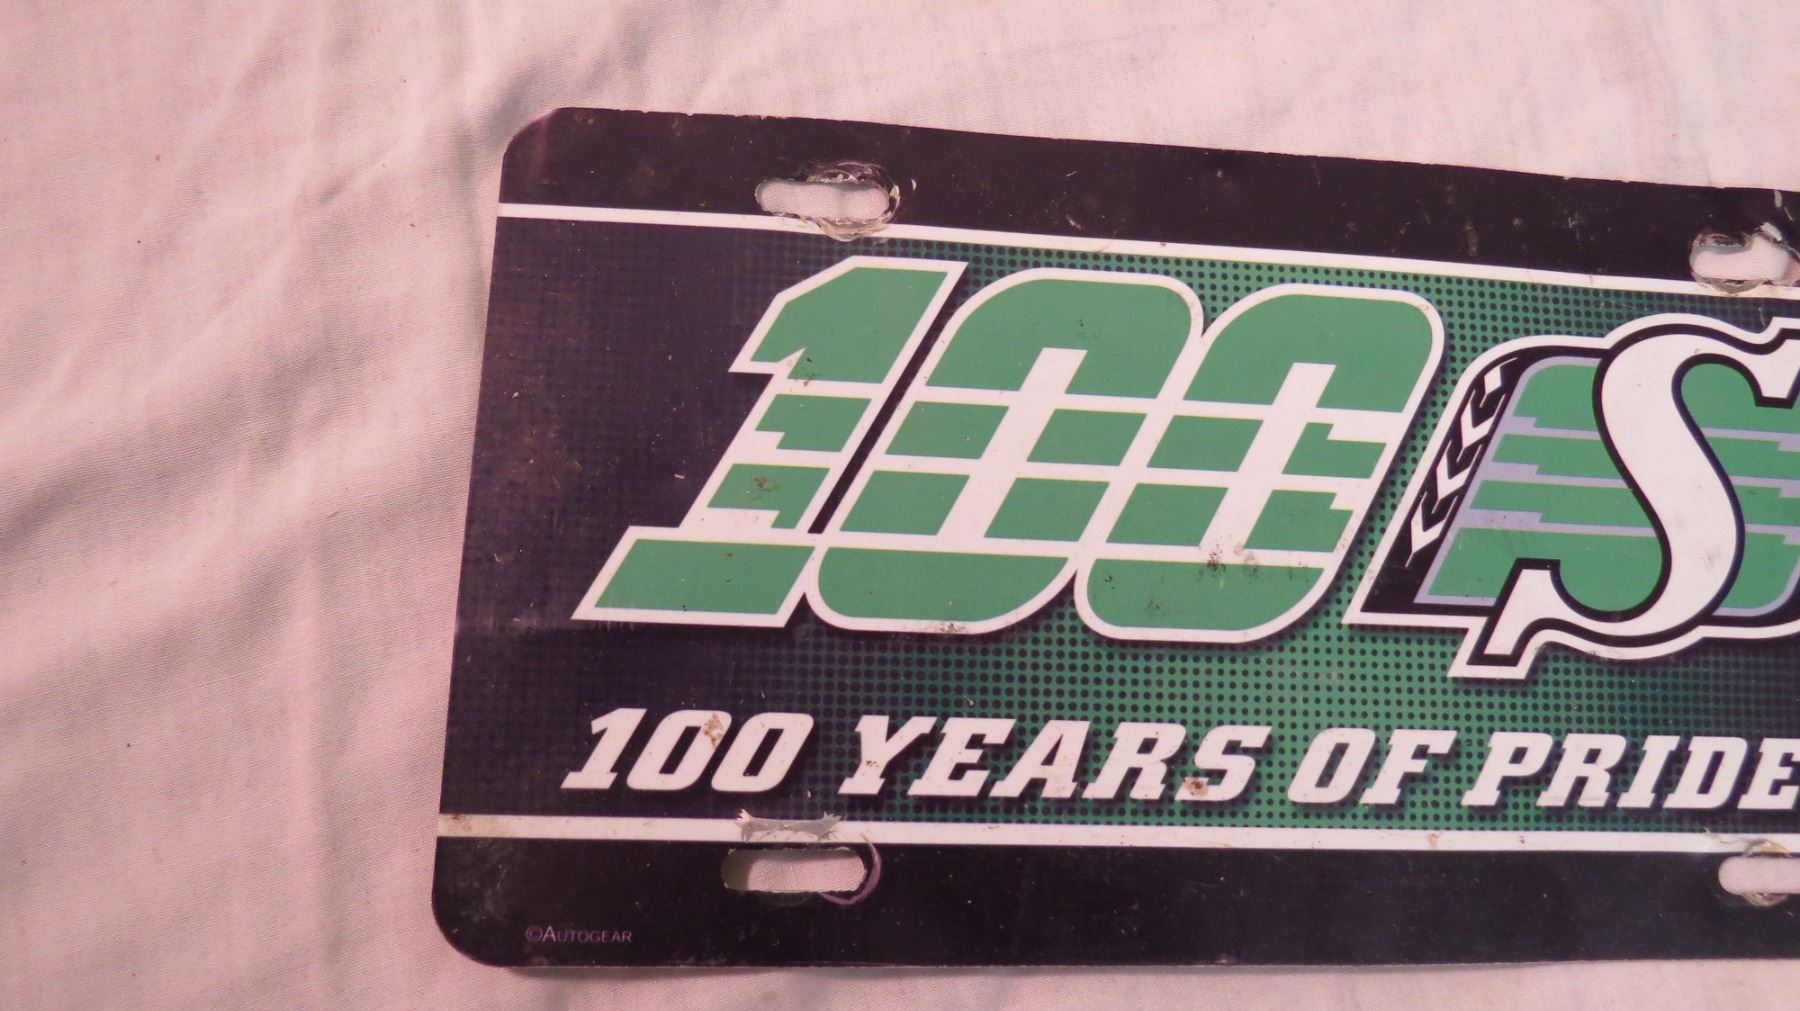 100 S
100 YEARS OF PRIDE
©AUTOGEAR